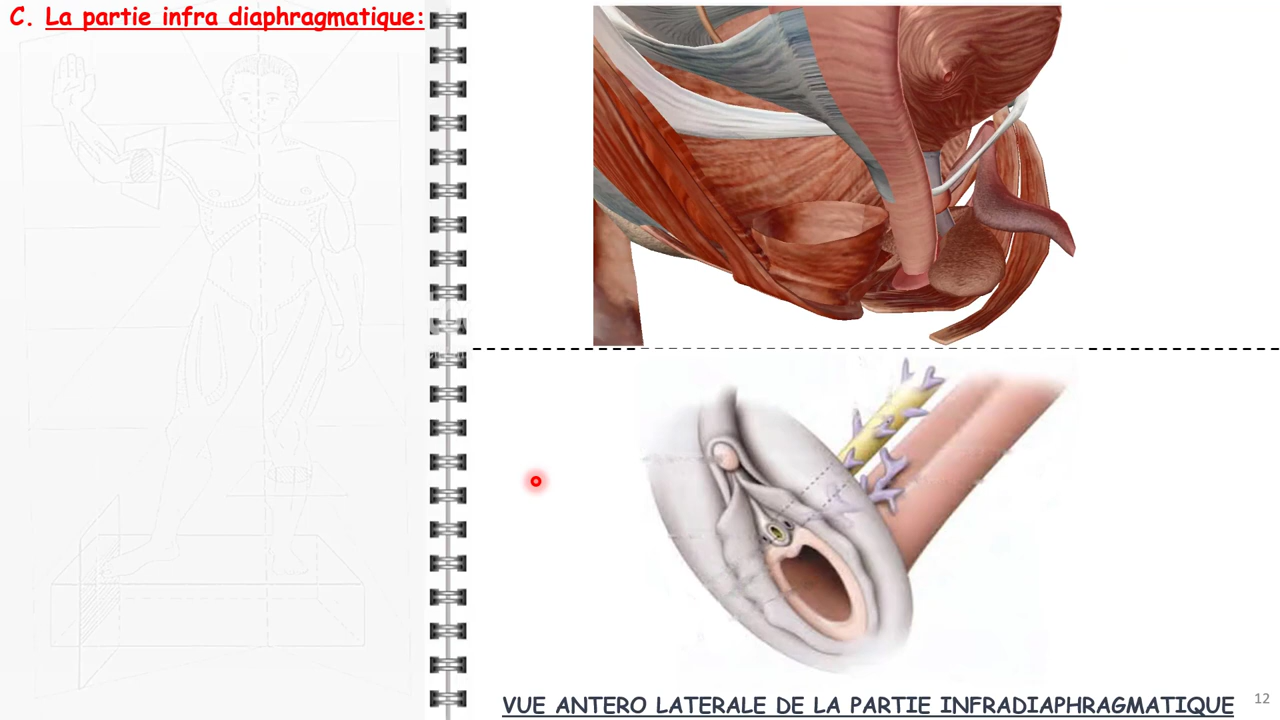 C. La partie infra diaphragmatique:
VUE ANTERO LATERALE DE LA PARTIE INFRADIAPHRAGMATIQUE
12